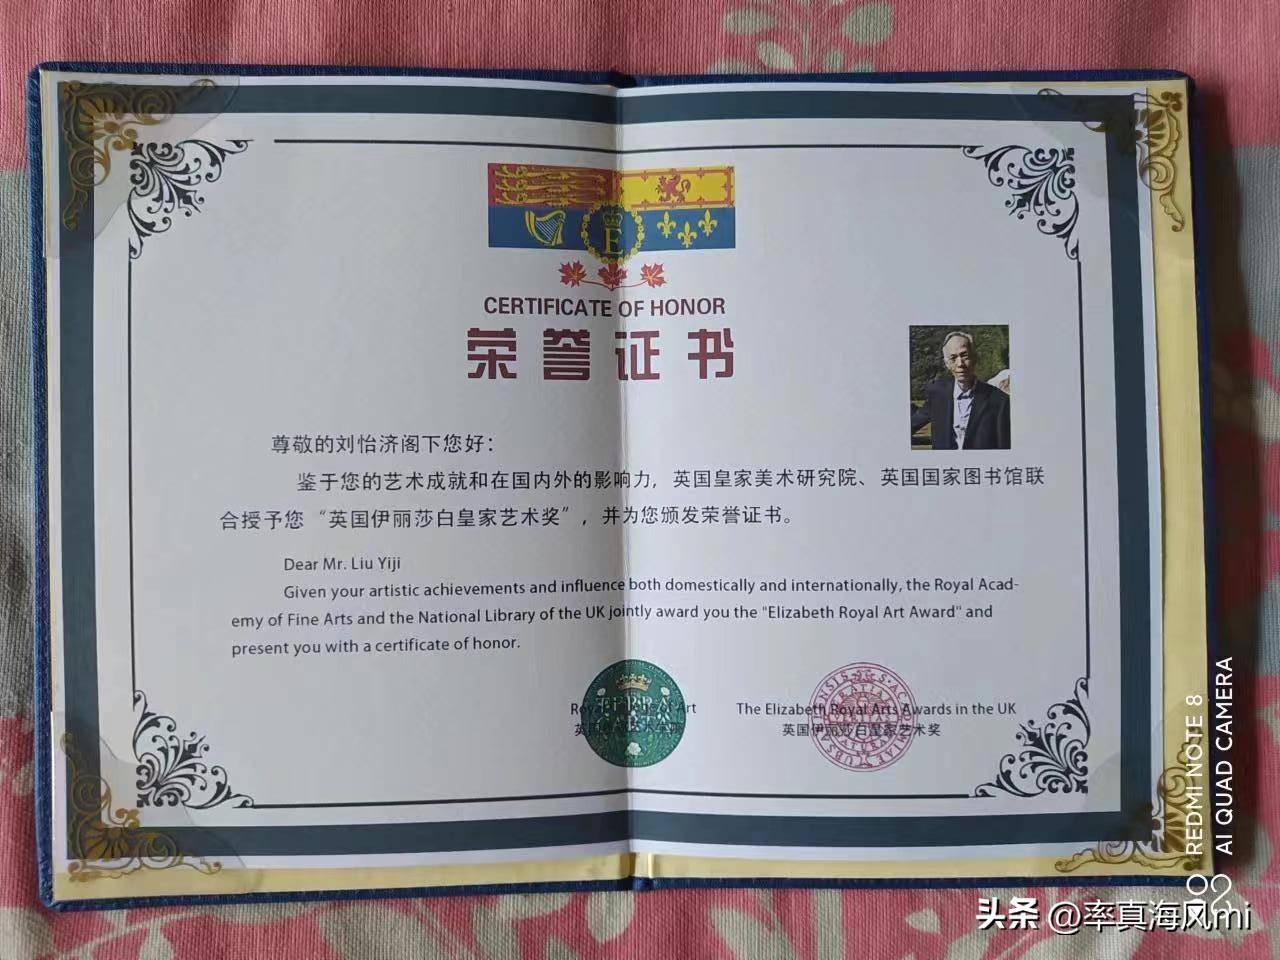 E
CERTIFICATE OF HONOR
荣誉证书
尊敬的刘怡济阁下您好：
鉴于您的艺术成就和在国内外的影响力，英国皇家美术研究院、英国国家图书馆联
合授予您“英国伊丽莎白皇家艺术奖”，并为您颁发荣誉证书。
Dear Mr. Liu Yiji
Given your artistic achievements and influence both domestically and internationally, the Royal Acad-
emy of Fine Arts and the National Library of the UK jointly award you the "Elizabeth Royal Art Award" and
present you with a certificate of honor.
Art
The Elizabeth Royal Arts Awards in the UK
英国伊丽莎白皇家艺术奖
REDMI NOTE 8
AI QUAD CAMERA
头条 @率真海风mi